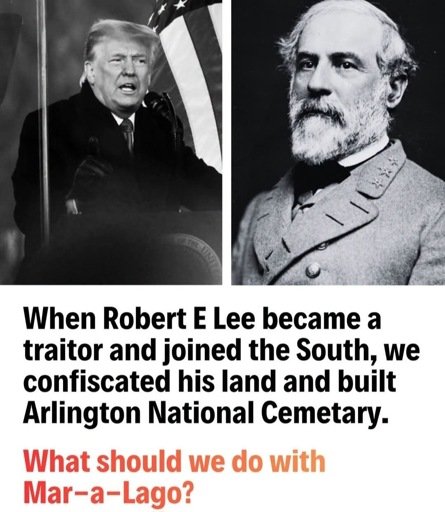 When Robert E Lee became a
traitor and joined the South, we
confiscated his land and built
Arlington National Cemetary.
What should we do with
Mar-a-Lago?